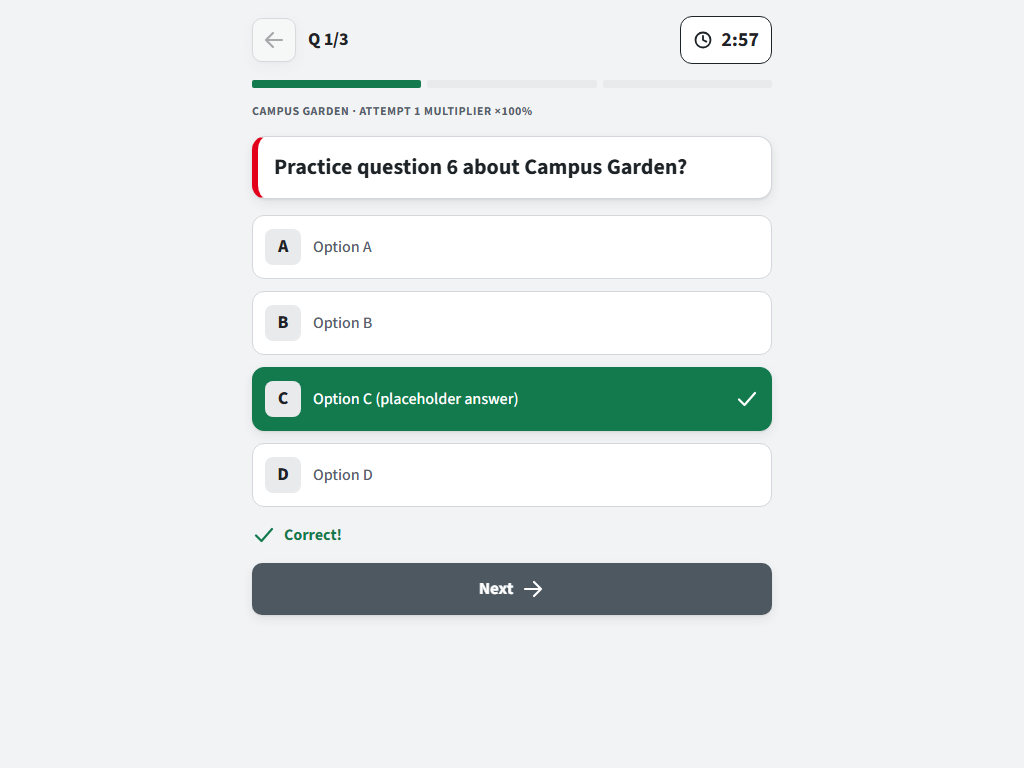 Q 1/3
2:57
CAMPUS GARDEN · ATTEMPT 1 MULTIPLIER ×100%
Practice question 6 about Campus Garden?
A Option A
B Option B
C Option C (placeholder answer)
D Option D
Correct!
Next